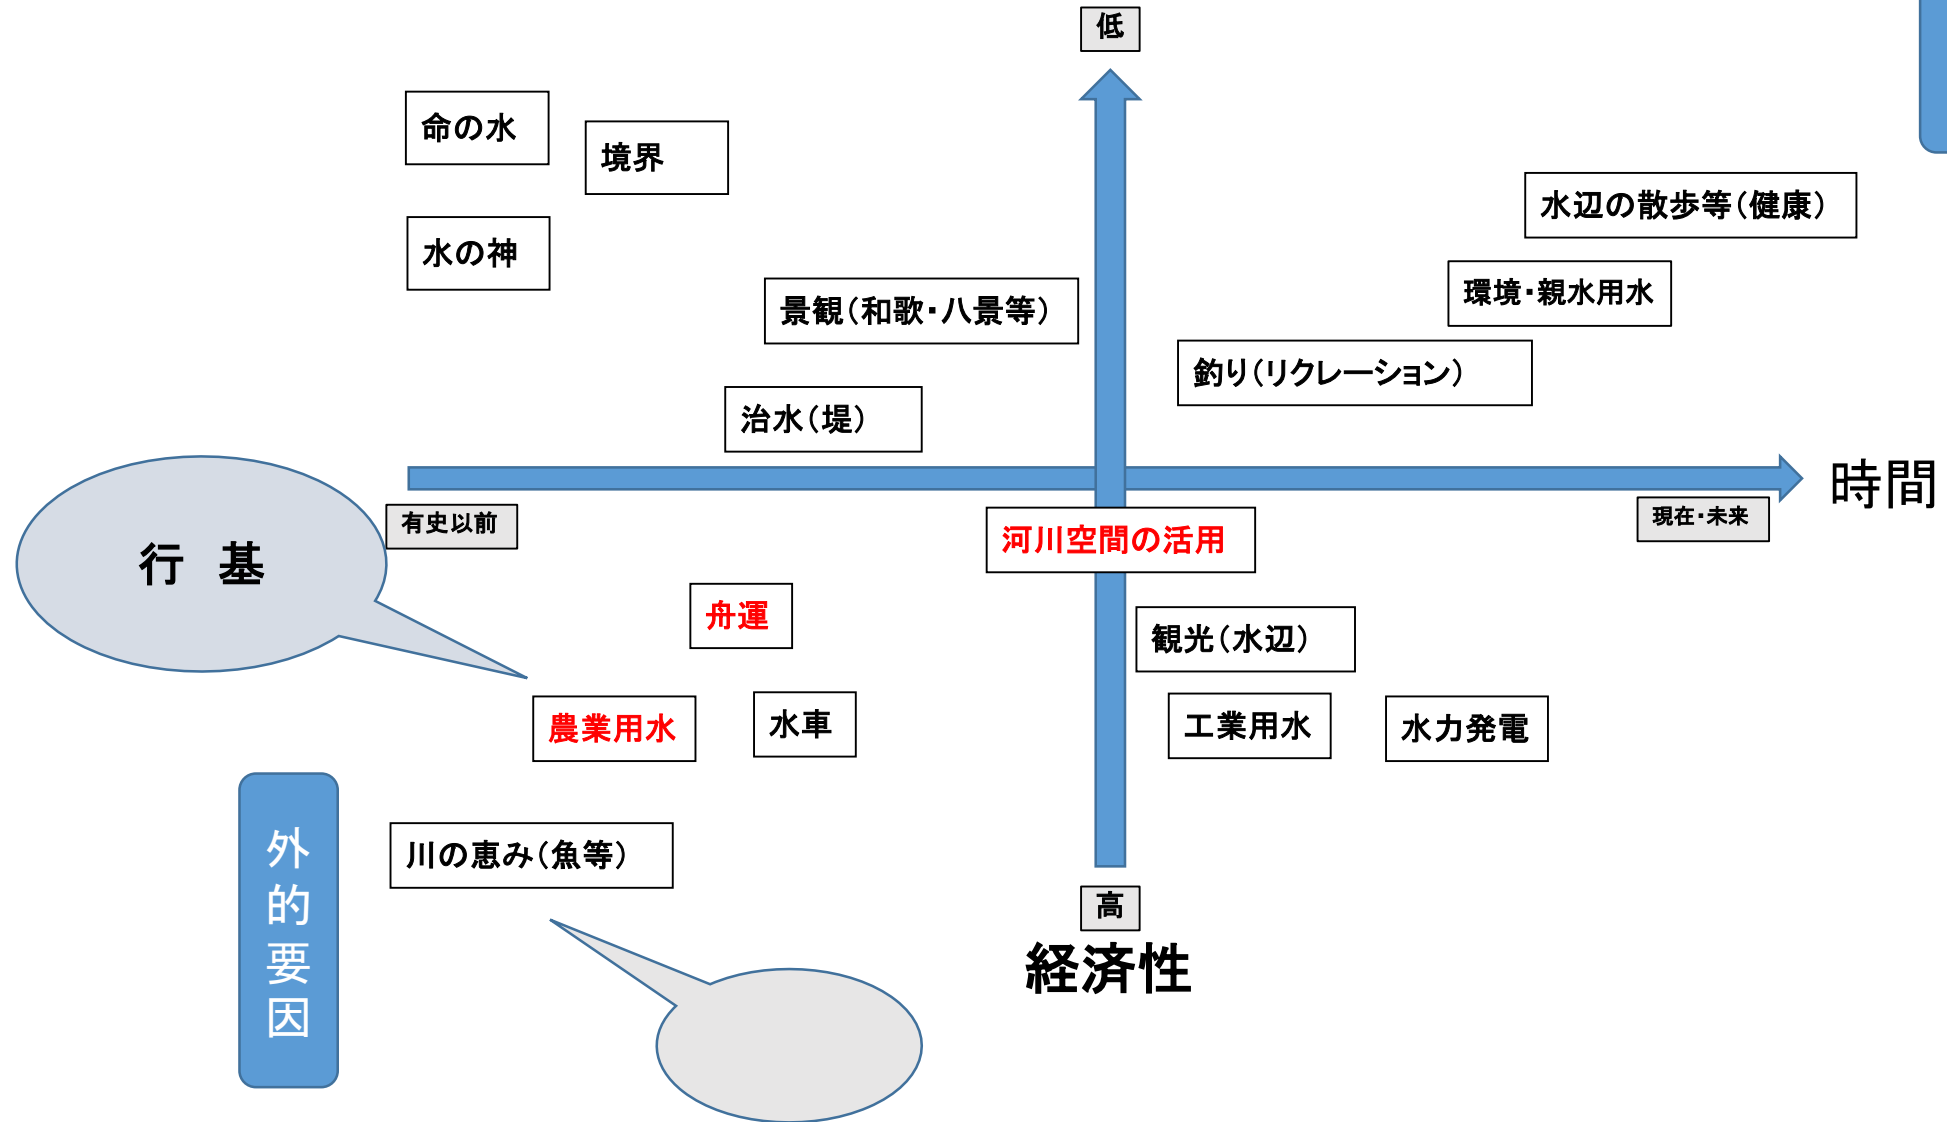 低
命の水
境界
水の神
水辺の散歩等（健康）
環境・親水用水
景観（和歌・八景等）
釣り（リクレーション）
治水（堤）
時間
有史以前
現在・未来
行　基
河川空間の活用
舟運
観光（水辺）
農業用水
水車
工業用水
水力発電
川の恵み（魚等）
外的要因
高
経済性